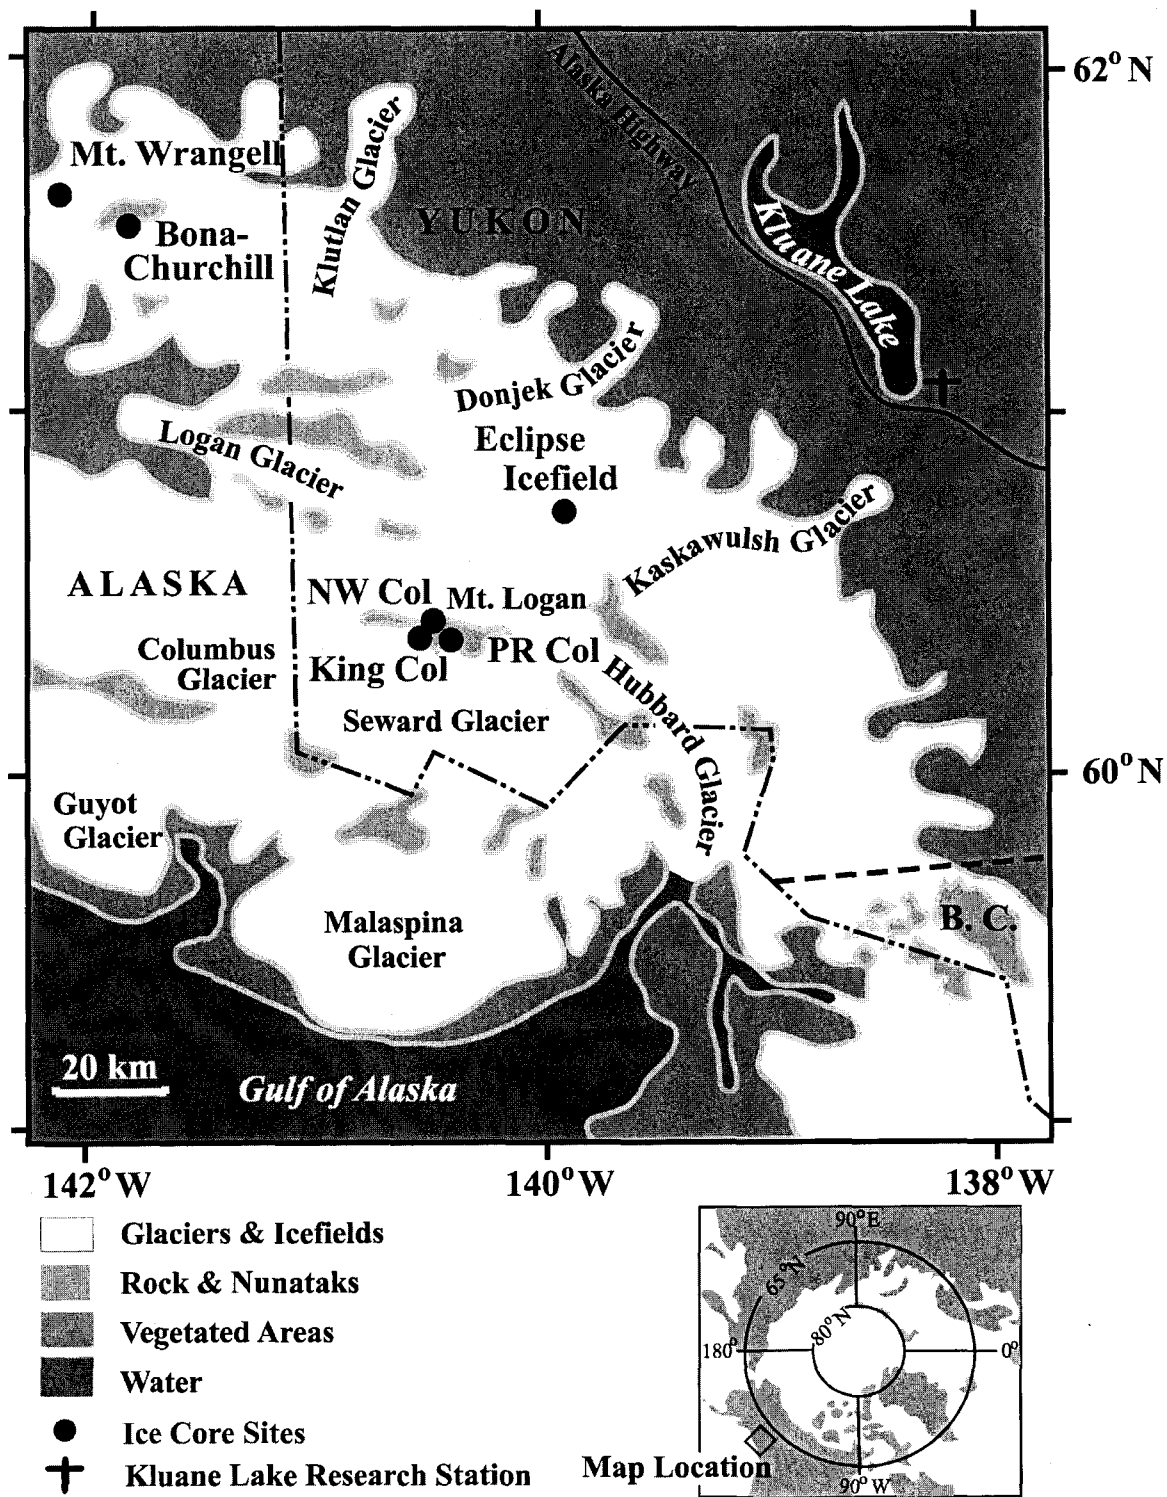 62° N
Alaska Highway
Mt. Wrangell
Klutlan Glacier
YUKON
Bona-
Churchill
Kluane Lake
Donjek Glacier
Logan Glacier
Eclipse
Icefield
Kaskawulsh Glacier
ALASKA
NW Col
Mt. Logan
Columbus
Glacier
King Col
PR Col
Hubbard Glacier
Seward Glacier
60° N
Guyot
Glacier
Malaspina
Glacier
B. C.
20 km
Gulf of Alaska
142° W
140° W
138° W
Glaciers & Icefields
Rock & Nunataks
Vegetated Areas
Water
Ice Core Sites
Kluane Lake Research Station
90° E
65° N
80° N
180°
0°
Map Location
90° W